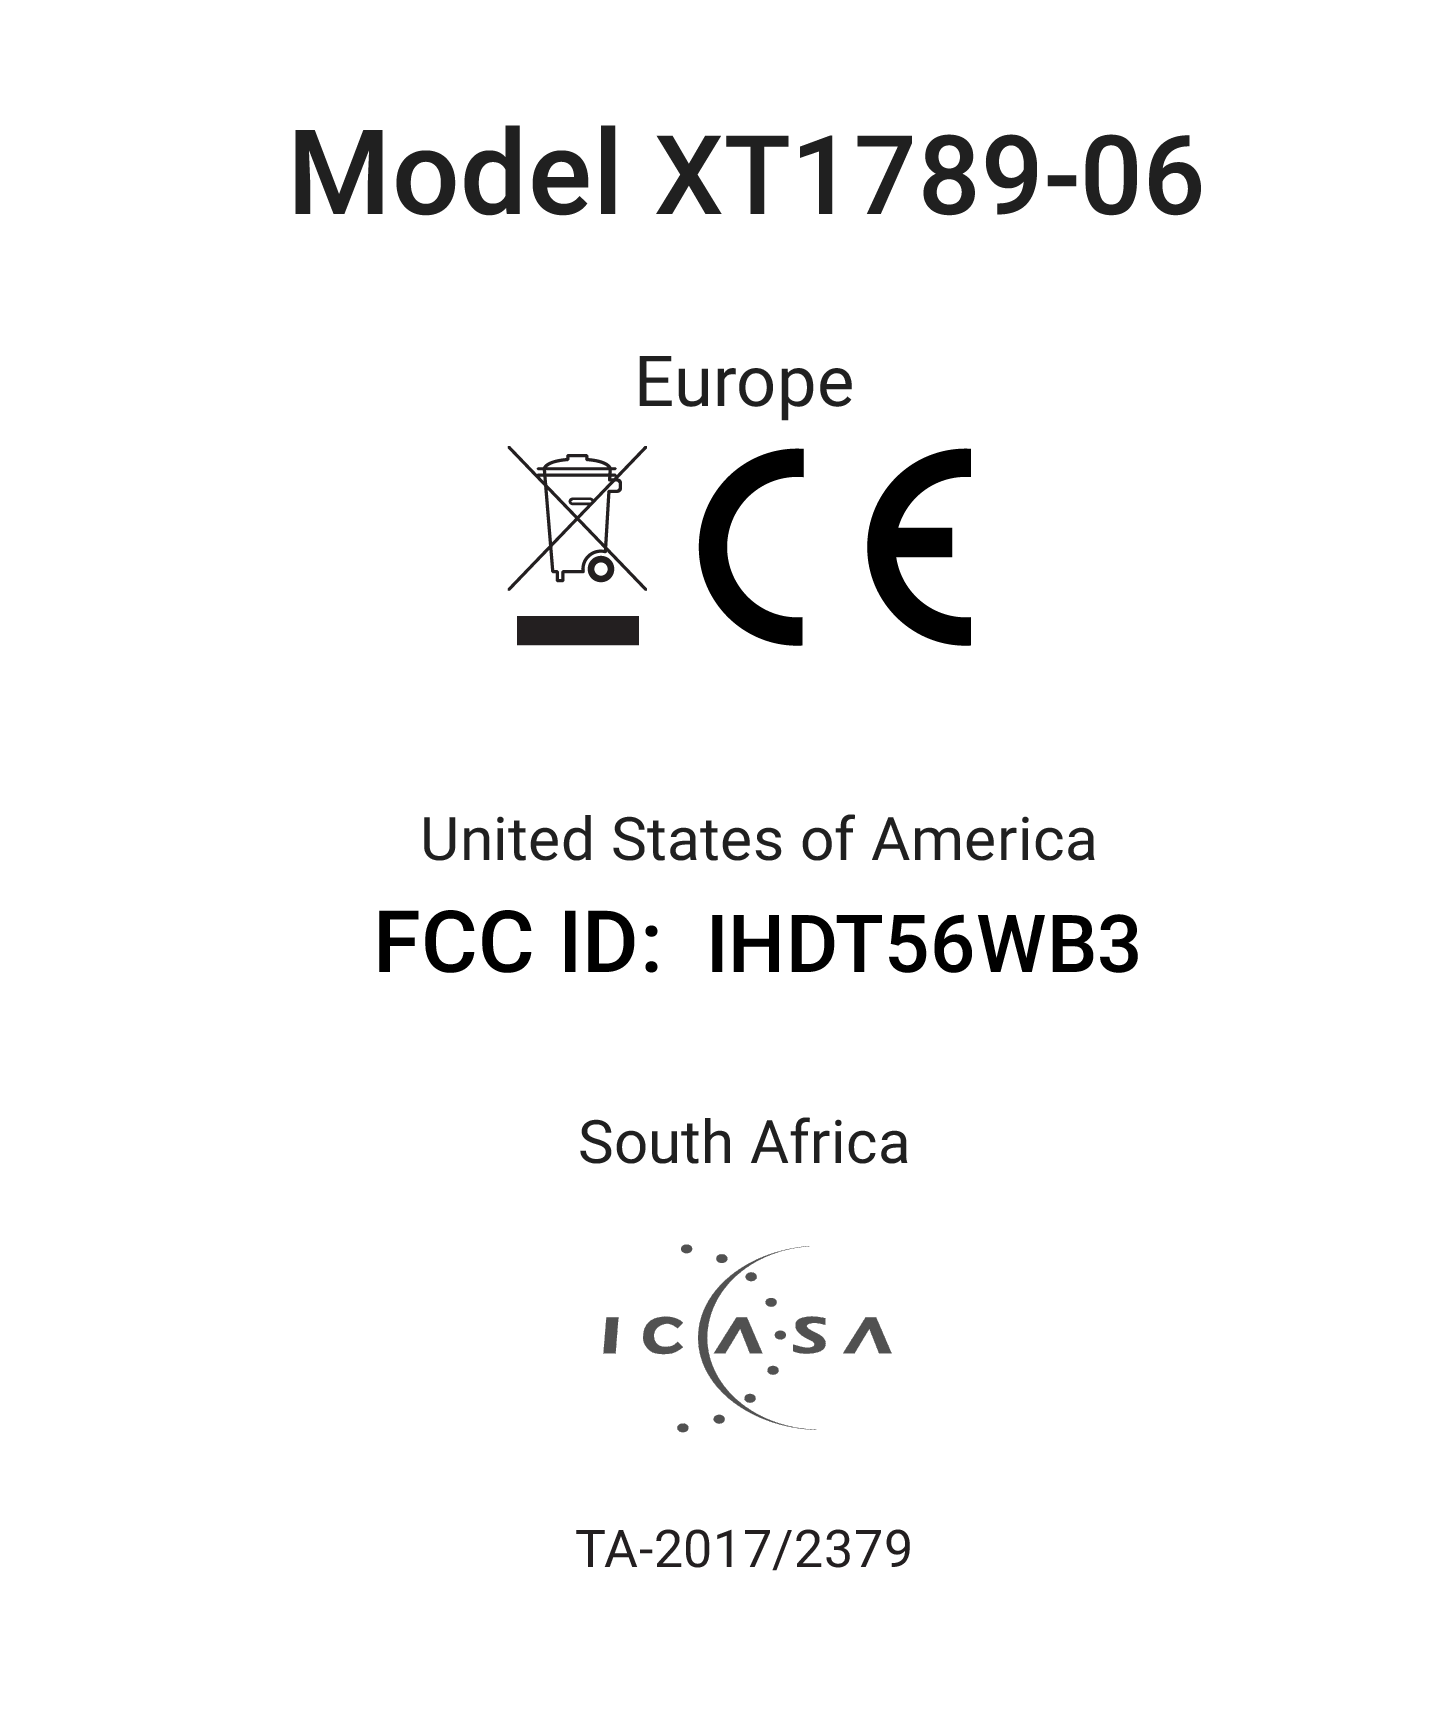 Model XT1789-06
Europe
CE
United States of America
FCC ID: IHDT56WB3
South Africa
ICASA
TA-2017/2379